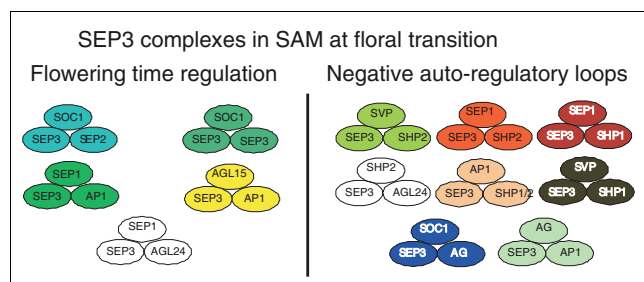 SEP3 complexes in SAM at floral transition
Flowering time regulation
SOC1
SEP3 SEP2
SOC1
SEP3 SEP3
SEP1
SEP3 AP1
AGL15
SEP3 AP1
SEP1
SEP3 AGL24
Negative auto-regulatory loops
SVP
SEP3 SHP2
SEP1
SEP3 SHP2
SEP1
SEP3 SHP1
SHP2
SEP3 AGL24
AP1
SEP3 SHP1/2
SVP
SEP3 SHP1
SOC1
SEP3 AG
AG
SEP3 AP1